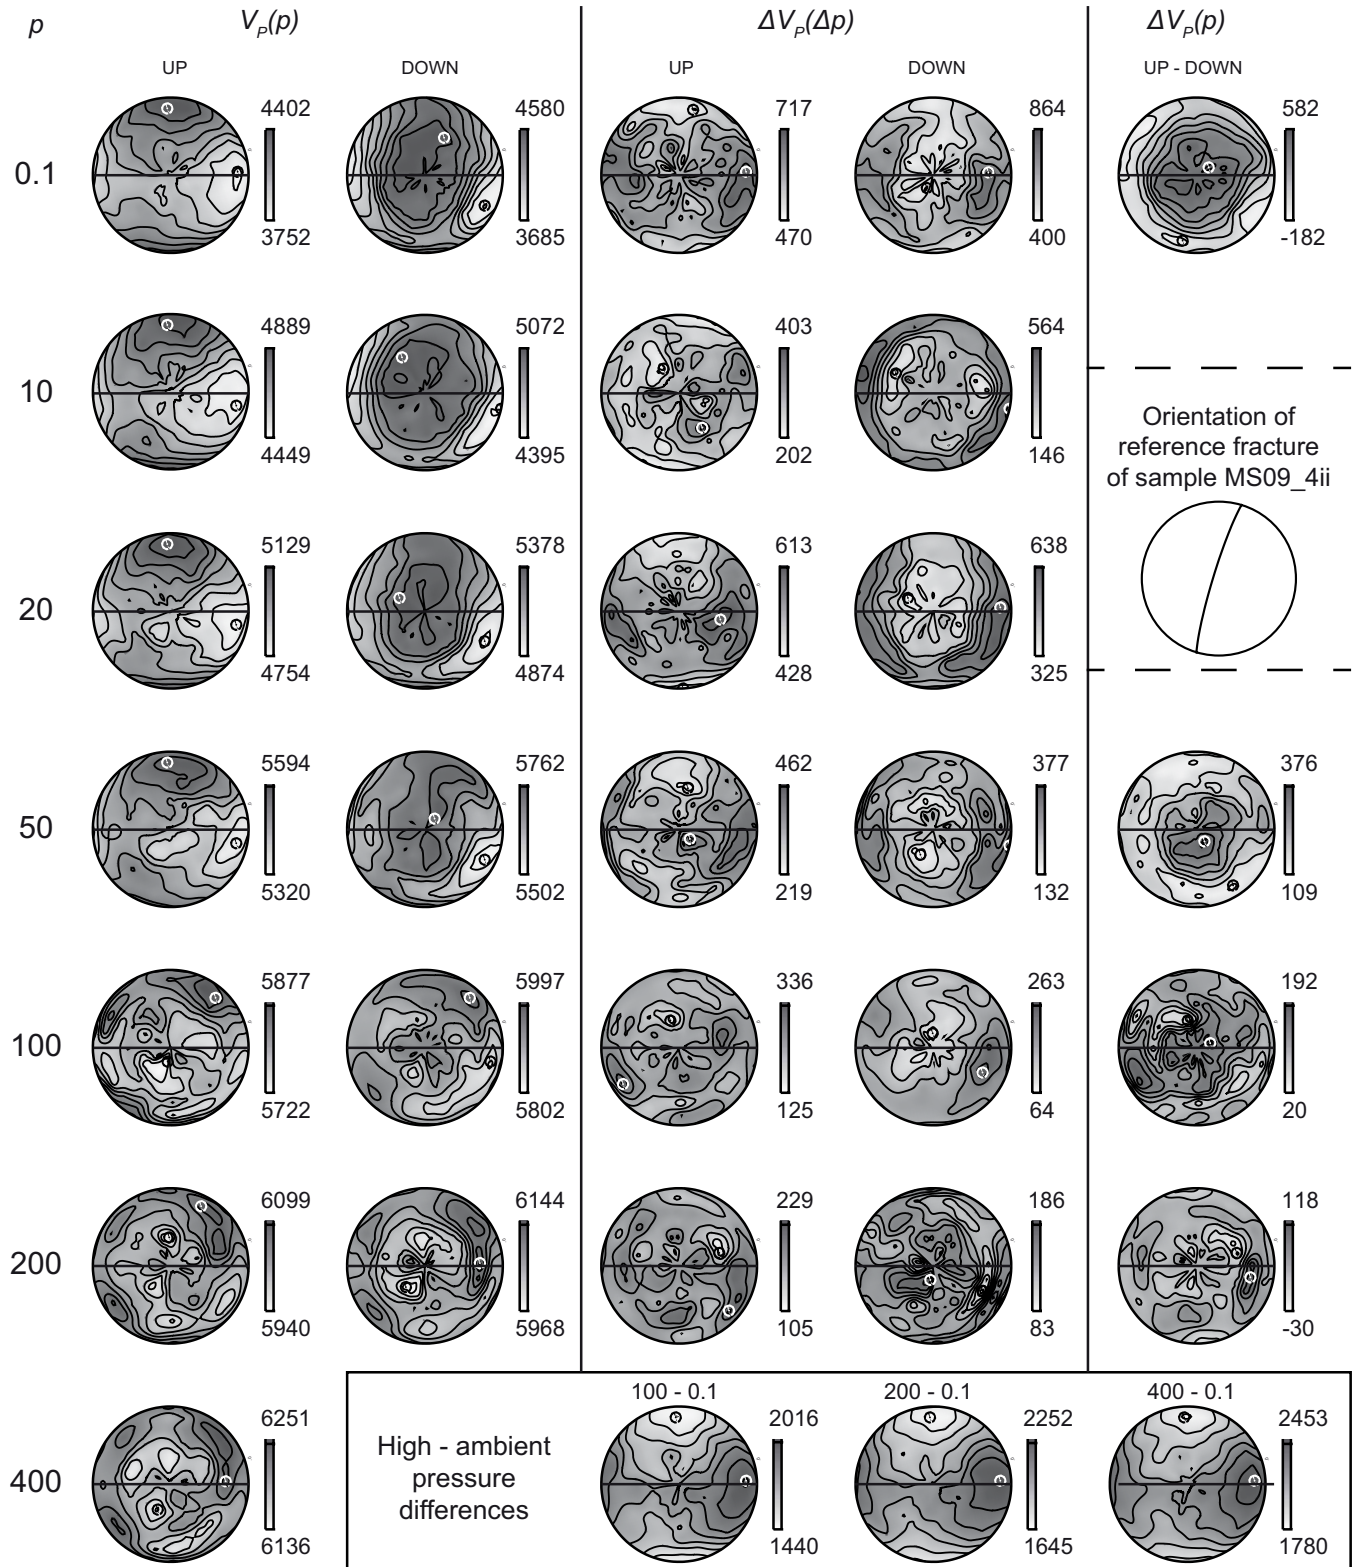 p V_P(p) ΔV_P(Δp) ΔV_P(p)
UP DOWN UP DOWN UP - DOWN
4402 4580 717 864 582
0.1
3752 3685 470 400 -182
4889 5072 403 564
10
4449 4395 202 146
Orientation of
reference fracture
of sample MS09_4ii
5129 5378 613 638
20
4754 4874 428 325
5594 5762 462 377 376
50
5320 5502 219 132 109
5877 5997 336 263 192
100
5722 5802 125 64 20
6099 6144 229 186 118
200
5940 5968 105 83 -30
100 - 0.1 200 - 0.1 400 - 0.1
6251 2016 2252 2453
400
High - ambient
pressure
differences
6136 1440 1645 1780